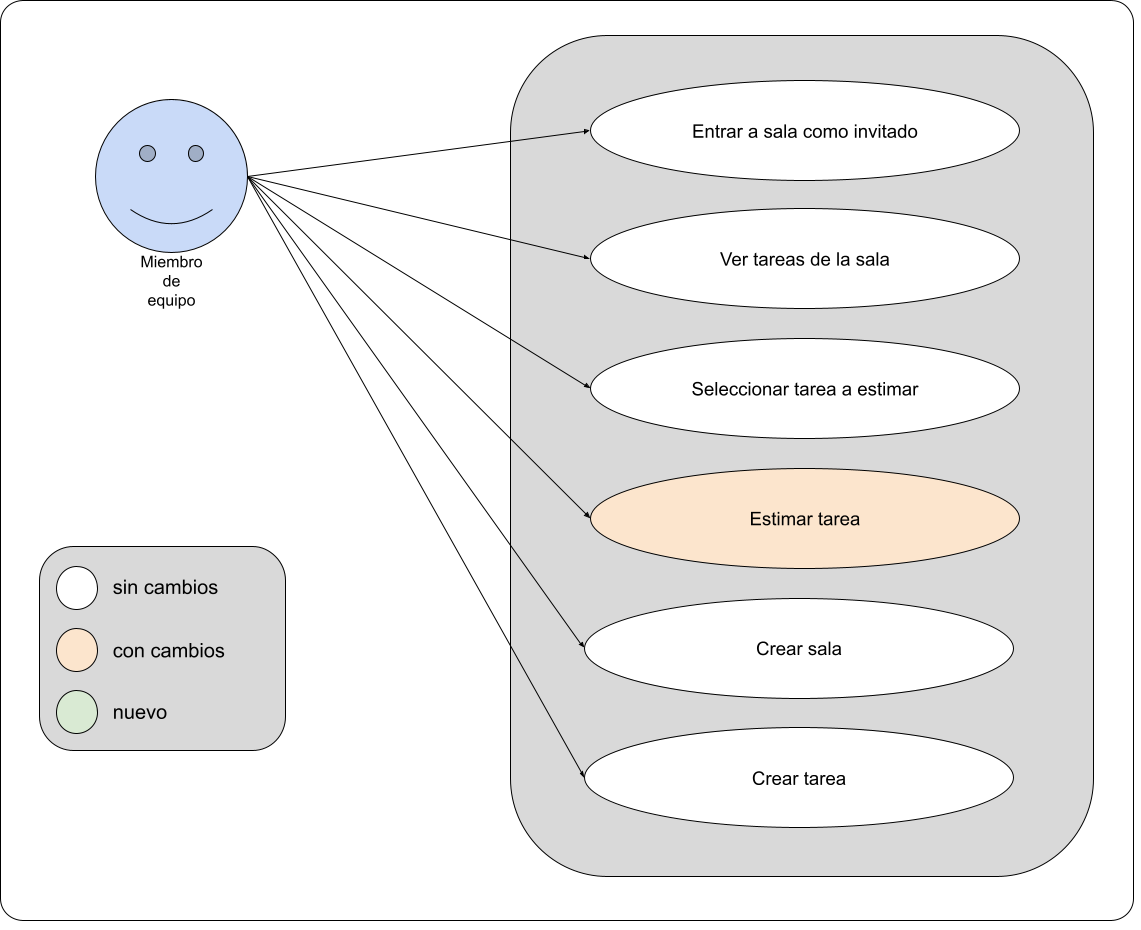 Entrar a sala como invitado
Ver tareas de la sala
Miembro
de
equipo
Seleccionar tarea a estimar
Estimar tarea
sin cambios
con cambios
nuevo
Crear sala
Crear tarea